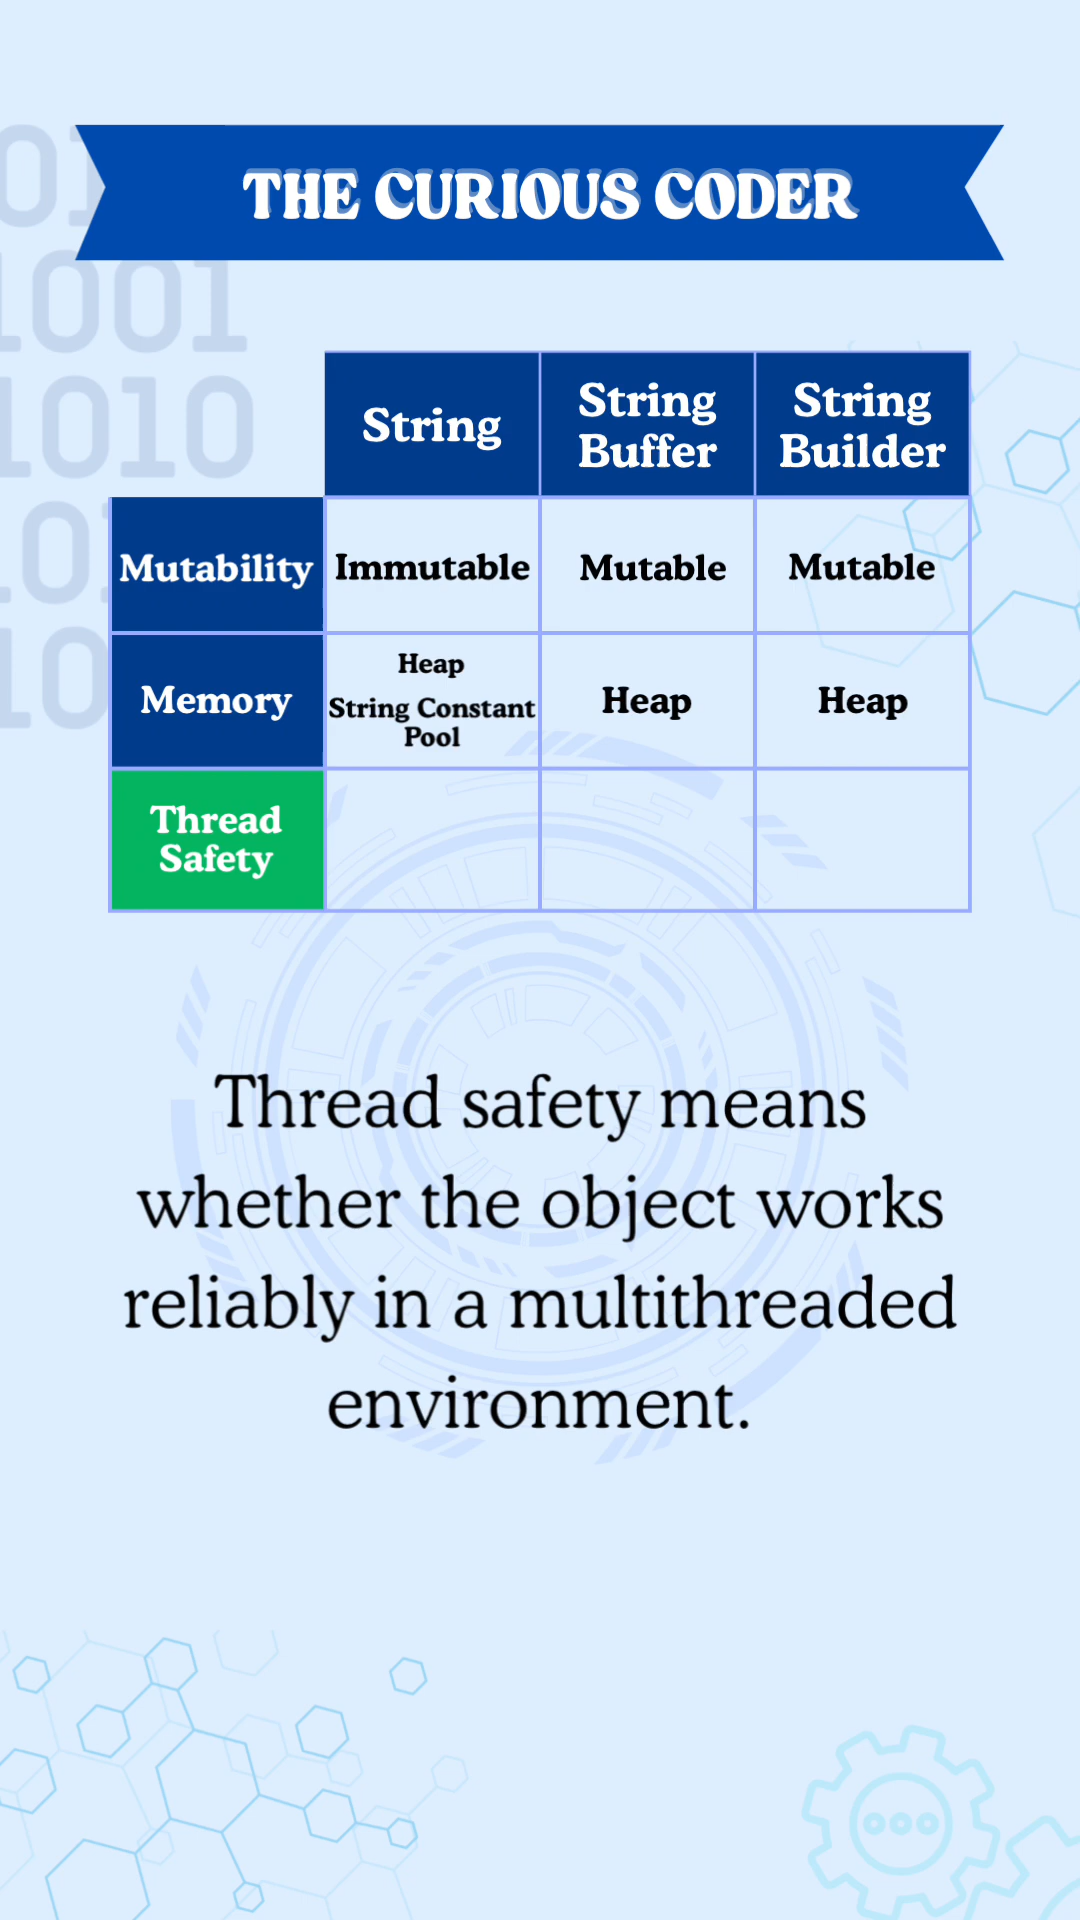 THE CURIOUS CODER
String
String
Buffer
String
Builder
Mutability
Immutable
Mutable
Mutable
Memory
Heap
String Constant
Pool
Heap
Heap
Thread
Safety
Thread safety means
whether the object works
reliably in a multithreaded
environment.